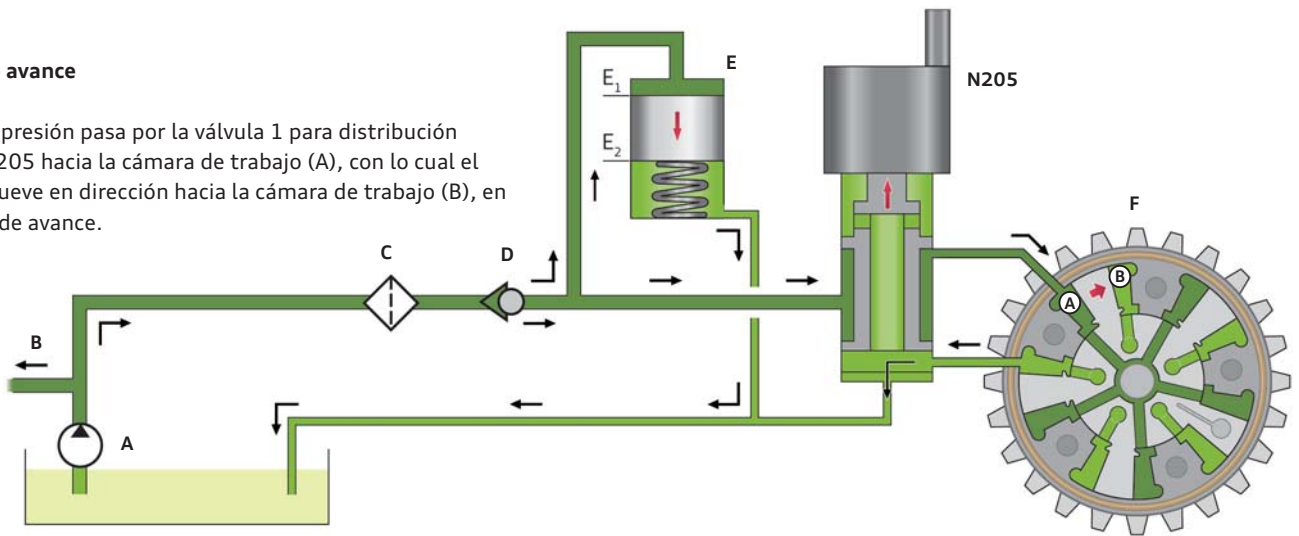 avance
presión pasa por la válvula 1 para distribución
205 hacia la cámara de trabajo (A), con lo cual el
ueve en dirección hacia la cámara de trabajo (B), en
de avance.
E
E₁
E₂
N205
F
A
B
C
D
B
A